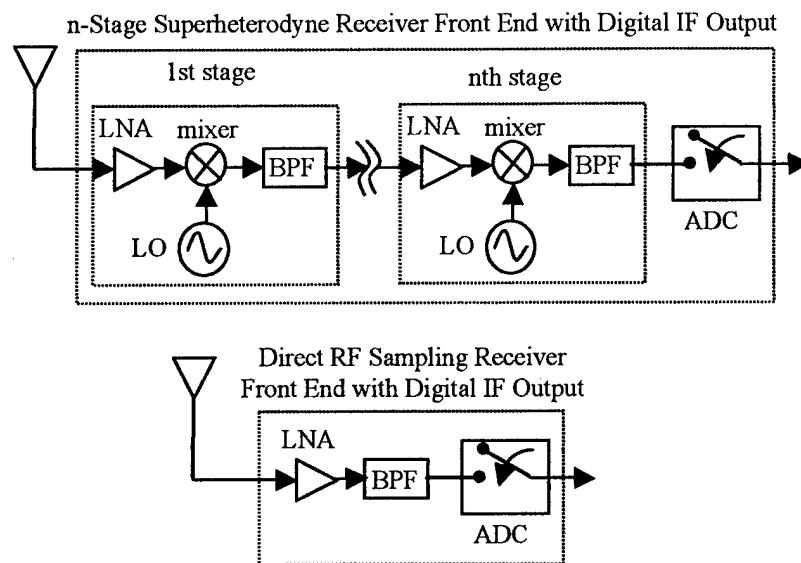 n-Stage Superheterodyne Receiver Front End with Digital IF Output
1st stage
nth stage
LNA
mixer
BPF
LO
LNA
mixer
BPF
LO
ADC
Direct RF Sampling Receiver
Front End with Digital IF Output
LNA
BPF
ADC